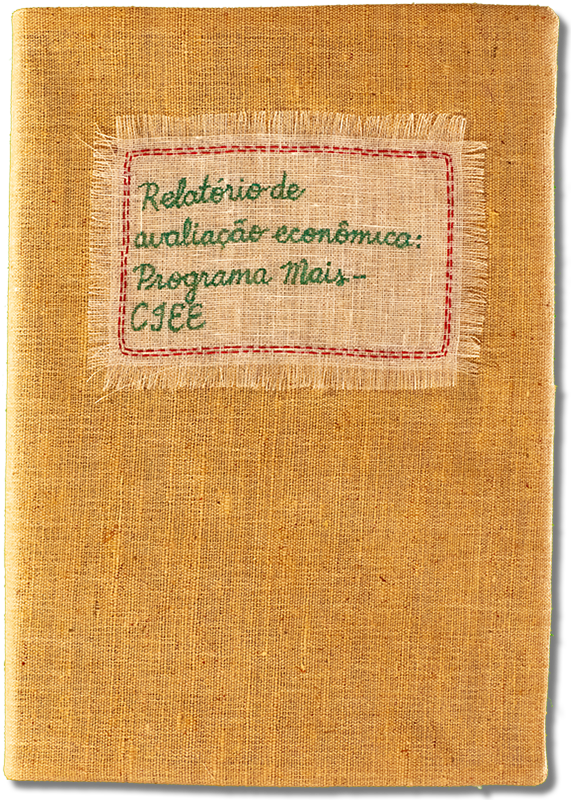 Relatório de
avaliação econômica:
Programa Mais-
CIEE